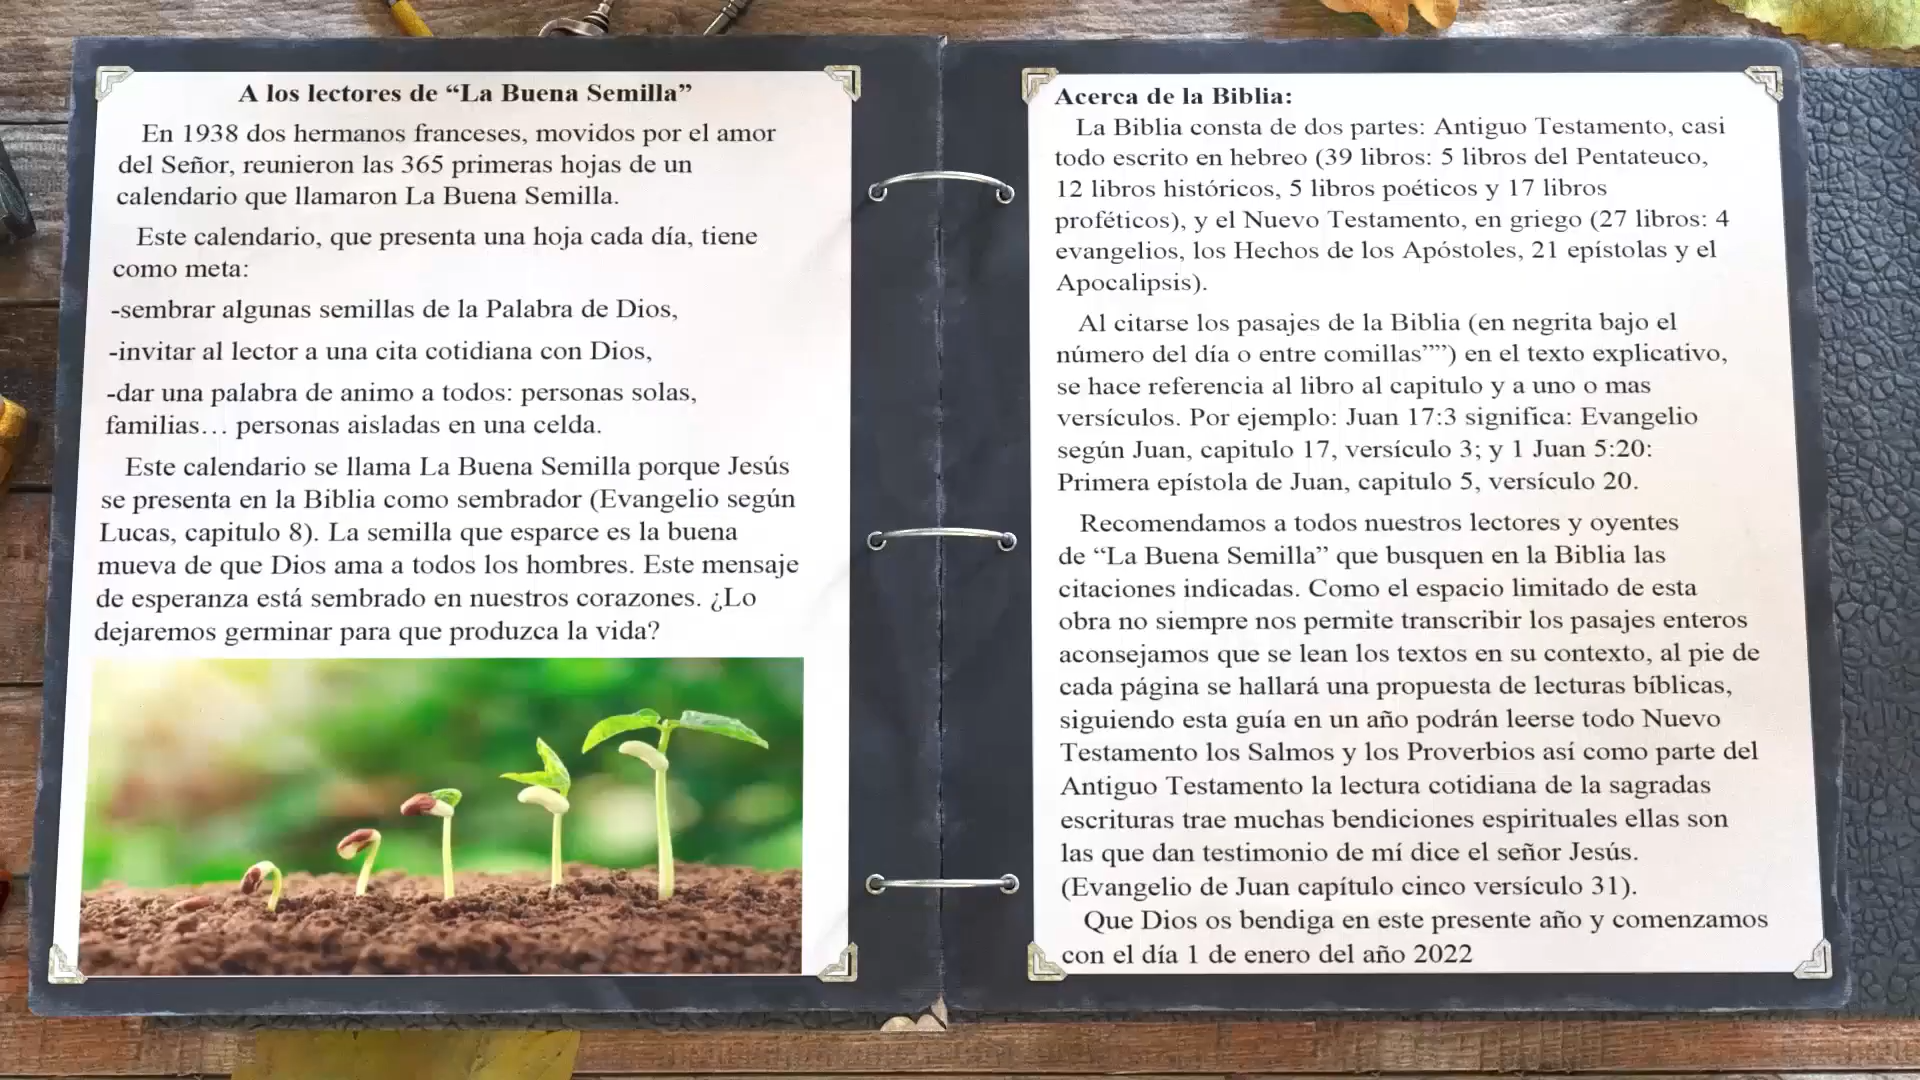 A los lectores de “La Buena Semilla”
En 1938 dos hermanos franceses, movidos por el amor
del Señor, reunieron las 365 primeras hojas de un
calendario que llamaron La Buena Semilla.
Este calendario, que presenta una hoja cada día, tiene
como meta:
-sembrar algunas semillas de la Palabra de Dios,
-invitar al lector a una cita cotidiana con Dios,
-dar una palabra de animo a todos: personas solas,
familias… personas aisladas en una celda.
Este calendario se llama La Buena Semilla porque Jesús
se presenta en la Biblia como sembrador (Evangelio según
Lucas, capitulo 8). La semilla que esparce es la buena
mueva de que Dios ama a todos los hombres. Este mensaje
de esperanza está sembrado en nuestros corazones. ¿Lo
dejaremos germinar para que produzca la vida?
Acerca de la Biblia:
La Biblia consta de dos partes: Antiguo Testamento, casi
todo escrito en hebreo (39 libros: 5 libros del Pentateuco,
12 libros históricos, 5 libros poéticos y 17 libros
proféticos), y el Nuevo Testamento, en griego (27 libros: 4
evangelios, los Hechos de los Apóstoles, 21 epístolas y el
Apocalipsis).
Al citarse los pasajes de la Biblia (en negrita bajo el
número del día o entre comillas””) en el texto explicativo,
se hace referencia al libro al capitulo y a uno o mas
versículos. Por ejemplo: Juan 17:3 significa: Evangelio
según Juan, capitulo 17, versículo 3; y 1 Juan 5:20:
Primera epístola de Juan, capitulo 5, versículo 20.
Recomendamos a todos nuestros lectores y oyentes
de “La Buena Semilla” que busquen en la Biblia las
citaciones indicadas. Como el espacio limitado de esta
obra no siempre nos permite transcribir los pasajes enteros
aconsejamos que se lean los textos en su contexto, al pie de
cada página se hallará una propuesta de lecturas bíblicas,
siguiendo esta guía en un año podrán leerse todo Nuevo
Testamento los Salmos y los Proverbios así como parte del
Antiguo Testamento la lectura cotidiana de la sagradas
escrituras trae muchas bendiciones espirituales ellas son
las que dan testimonio de mí dice el señor Jesús.
(Evangelio de Juan capítulo cinco versículo 31).
Que Dios os bendiga en este presente año y comenzamos
con el día 1 de enero del año 2022